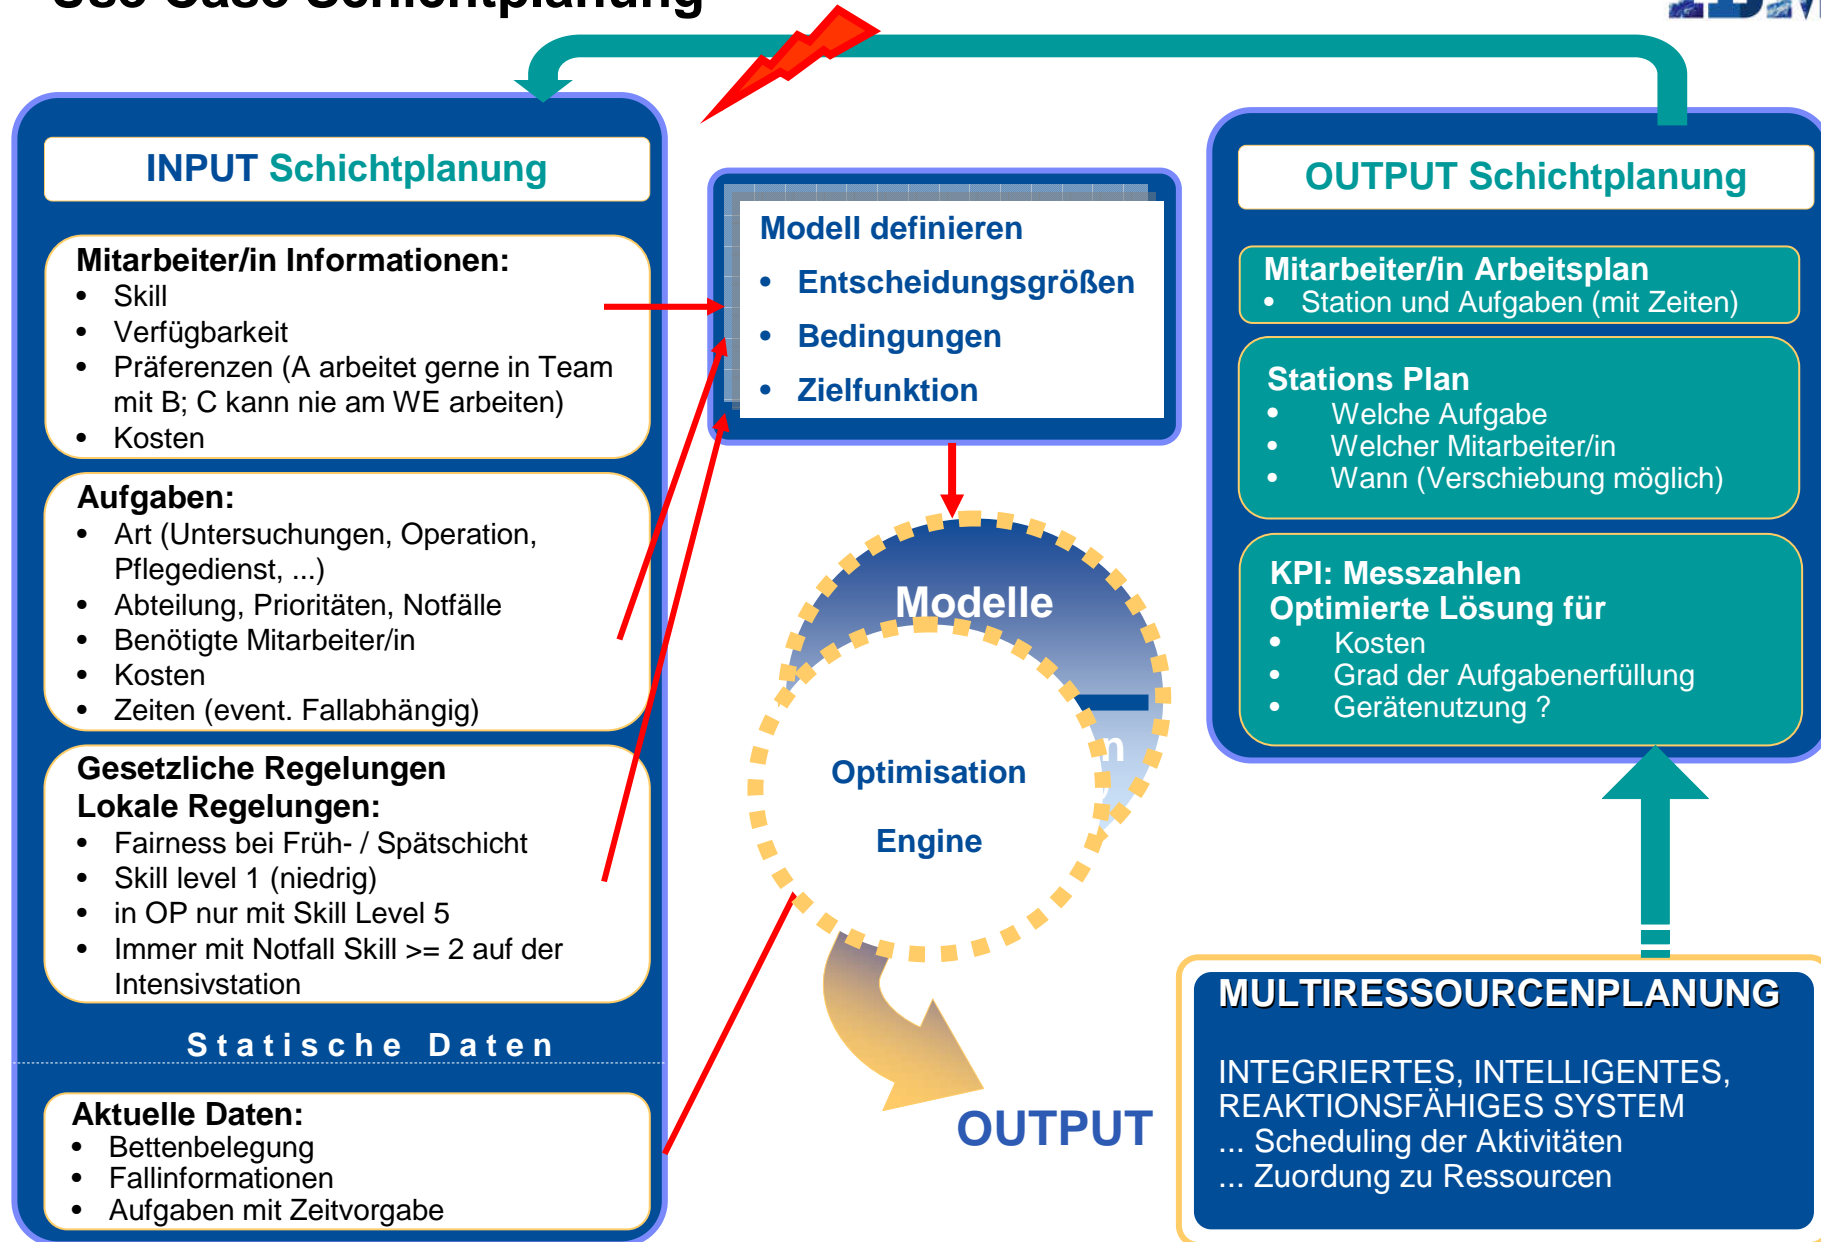 Use Case Schichtplanung
IBM
INPUT Schichtplanung
Mitarbeiter/in Informationen:
• Skill
• Verfügbarkeit
• Präferenzen (A arbeitet gerne in Team
mit B; C kann nie am WE arbeiten)
• Kosten
Aufgaben:
• Art (Untersuchungen, Operation,
Pflegedienst, ...)
• Abteilung, Prioritäten, Notfälle
• Benötigte Mitarbeiter/in
• Kosten
• Zeiten (event. Fallabhängig)
Gesetzliche Regelungen
Lokale Regelungen:
• Fairness bei Früh- / Spätschicht
• Skill level 1 (niedrig)
• in OP nur mit Skill Level 5
• Immer mit Notfall Skill >= 2 auf der
Intensivstation
Statische Daten
Aktuelle Daten:
• Bettenbelegung
• Fallinformationen
• Aufgaben mit Zeitvorgabe
Modell definieren
• Entscheidungsgrößen
• Bedingungen
• Zielfunktion
Modelle
n
Optimisation
Engine
OUTPUT
OUTPUT Schichtplanung
Mitarbeiter/in Arbeitsplan
• Station und Aufgaben (mit Zeiten)
Stations Plan
• Welche Aufgabe
• Welcher Mitarbeiter/in
• Wann (Verschiebung möglich)
KPI: Messzahlen
Optimierte Lösung für
• Kosten
• Grad der Aufgabenerfüllung
• Gerätenutzung ?
MULTIRESSOURCENPLANUNG
INTEGRIERTES, INTELLIGENTES,
REAKTIONSFÄHIGES SYSTEM
... Scheduling der Aktivitäten
... Zuordung zu Ressourcen